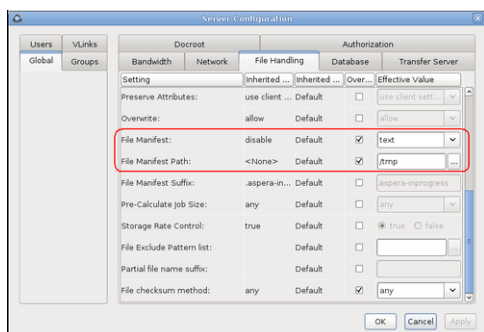 Server Configuration
Users VLinks Docroot Authorization
Global Groups Bandwidth Network File Handling Database Transfer Server
Setting Inherited ... Inherited ... Over... Effective Value
Preserve Attributes: use client ... Default use client sett...
Overwrite: allow Default allow
File Manifest: disable Default text
File Manifest Path: <None> Default /tmp ...
File Manifest Suffix: .aspera-in... Default aspera-inprogress
Pre-Calculate Job Size: any Default any
Storage Rate Control: true Default true false
File Exclude Pattern list: Default ...
Partial file name suffix: Default
File checksum method: any Default any
OK Cancel Apply